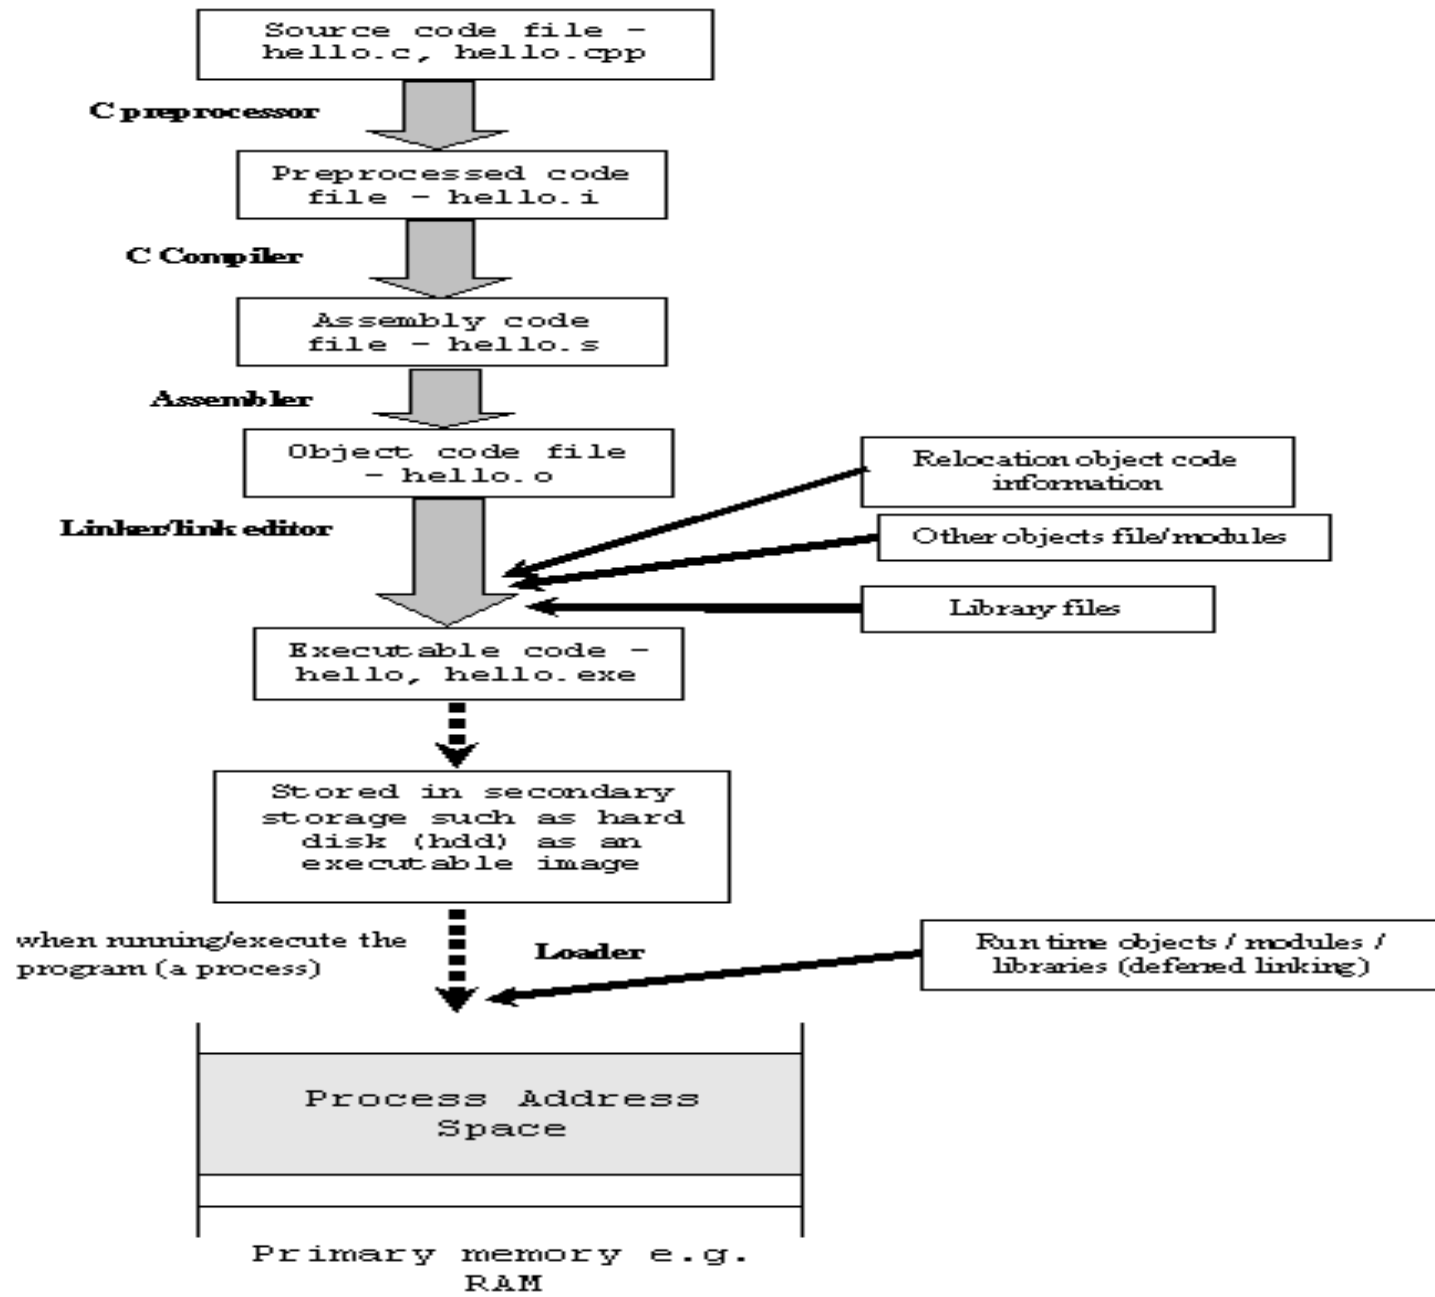 Source code file –
hello.c, hello.cpp
C preprocessor
Preprocessed code
file – hello.i
C Compiler
Assembly code
file – hello.s
Assembler
Object code file
– hello.o
Relocation object code
information
Linker/link editor
Other objects file/modules
Library files
Executable code –
hello, hello.exe
Stored in secondary
storage such as hard
disk (hdd) as an
executable image
when running/execute the
program (a process)
Loader
Run time objects / modules /
libraries (deferred linking)
Process Address
Space
Primary memory e.g.
RAM